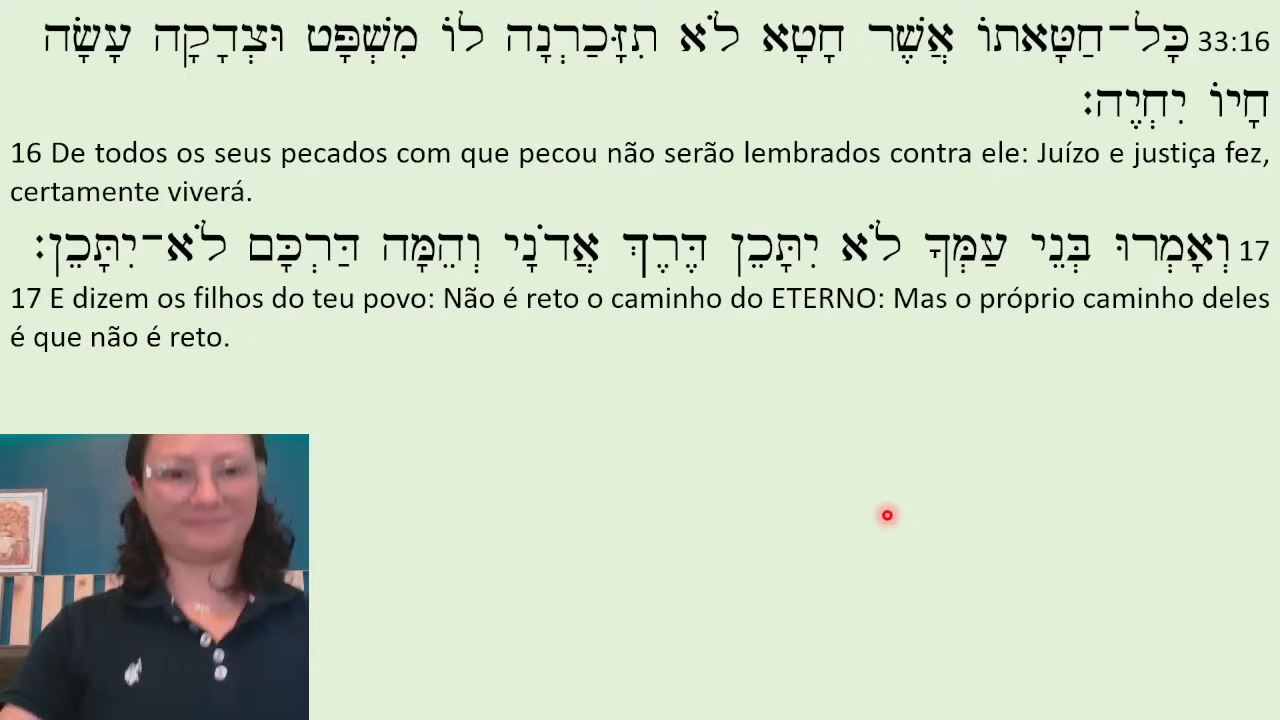 33:16 כָּל־חַטָּאתוֹ אֲשֶׁר חָטָא לֹא תִזָּכַרְנָה לוֹ מִשְׁפָּט וּצְדָקָה עָשָׂה
חָיוֹ יִחְיֶה׃
16 De todos os seus pecados com que pecou não serão lembrados contra ele: Juízo e justiça fez,
certamente viverá.
17 וְאָמְרוּ בְּנֵי עַמְּךָ לֹא יִתָּכֵן דֶּרֶךְ אֲדֹנָי וְהֵמָּה דַּרְכָּם לֹא־יִתָּכֵן׃
17 E dizem os filhos do teu povo: Não é reto o caminho do ETERNO: Mas o próprio caminho deles
é que não é reto.